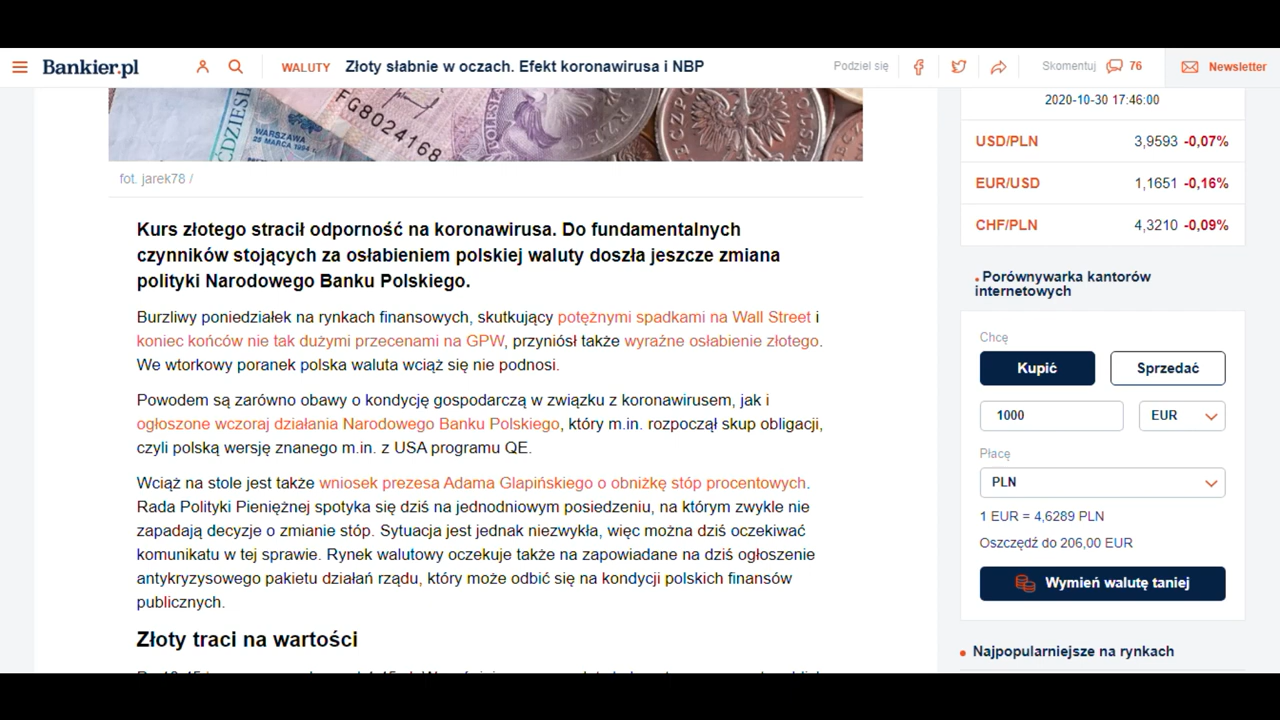 Bankier.pl
WALUTY Złoty słabnie w oczach. Efekt koronawirusa i NBP
Podziel się
Skomentuj 76
Newsletter
FG8024168
WARSZAWA
25 MARCA 1994
fot. jarek78 /
Kurs złotego stracił odporność na koronawirusa. Do fundamentalnych
czynników stojących za osłabieniem polskiej waluty doszła jeszcze zmiana
polityki Narodowego Banku Polskiego.
Burzliwy poniedziałek na rynkach finansowych, skutkujący potężnymi spadkami na Wall Street i
koniec końców nie tak dużymi przecenami na GPW, przyniósł także wyraźne osłabienie złotego.
We wtorkowy poranek polska waluta wciąż się nie podnosi.
Powodem są zarówno obawy o kondycję gospodarczą w związku z koronawirusem, jak i
ogłoszone wczoraj działania Narodowego Banku Polskiego, który m.in. rozpoczął skup obligacji,
czyli polską wersję znanego m.in. z USA programu QE.
Wciąż na stole jest także wniosek prezesa Adama Glapińskiego o obniżkę stóp procentowych.
Rada Polityki Pieniężnej spotyka się dziś na jednodniowym posiedzeniu, na którym zwykle nie
zapadają decyzje o zmianie stóp. Sytuacja jest jednak niezwykła, więc można dziś oczekiwać
komunikatu w tej sprawie. Rynek walutowy oczekuje także na zapowiadane na dziś ogłoszenie
antykryzysowego pakietu działań rządu, który może odbić się na kondycji polskich finansów
publicznych.
Złoty traci na wartości
2020-10-30 17:46:00
USD/PLN 3,9593 -0,07%
EUR/USD 1,1651 -0,16%
CHF/PLN 4,3210 -0,09%
Porównywarka kantorów
internetowych
Chcę
Kupić Sprzedać
1000 EUR
Płacę
PLN
1 EUR = 4,6289 PLN
Oszczędź do 206,00 EUR
Wymień walutę taniej
Najpopularniejsze na rynkach